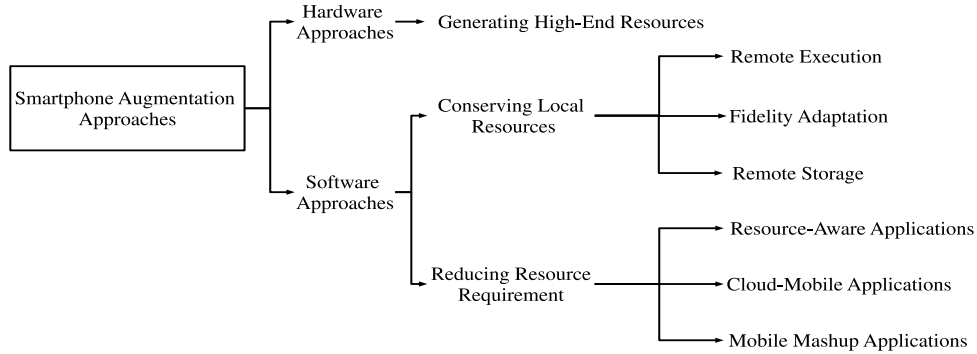 Hardware
Approaches
Generating High-End Resources
Smartphone Augmentation
Approaches
Software
Approaches
Conserving Local
Resources
Remote Execution
Fidelity Adaptation
Remote Storage
Reducing Resource
Requirement
Resource-Aware Applications
Cloud-Mobile Applications
Mobile Mashup Applications